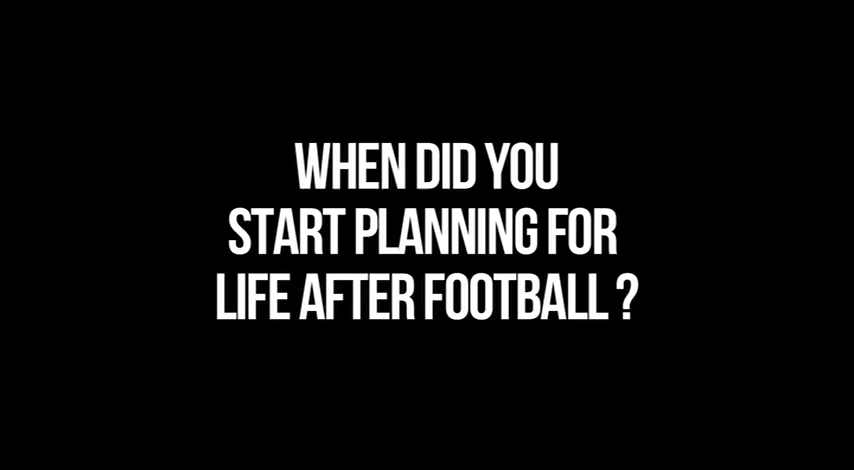 WHEN DID YOU
START PLANNING FOR
LIFE AFTER FOOTBALL ?